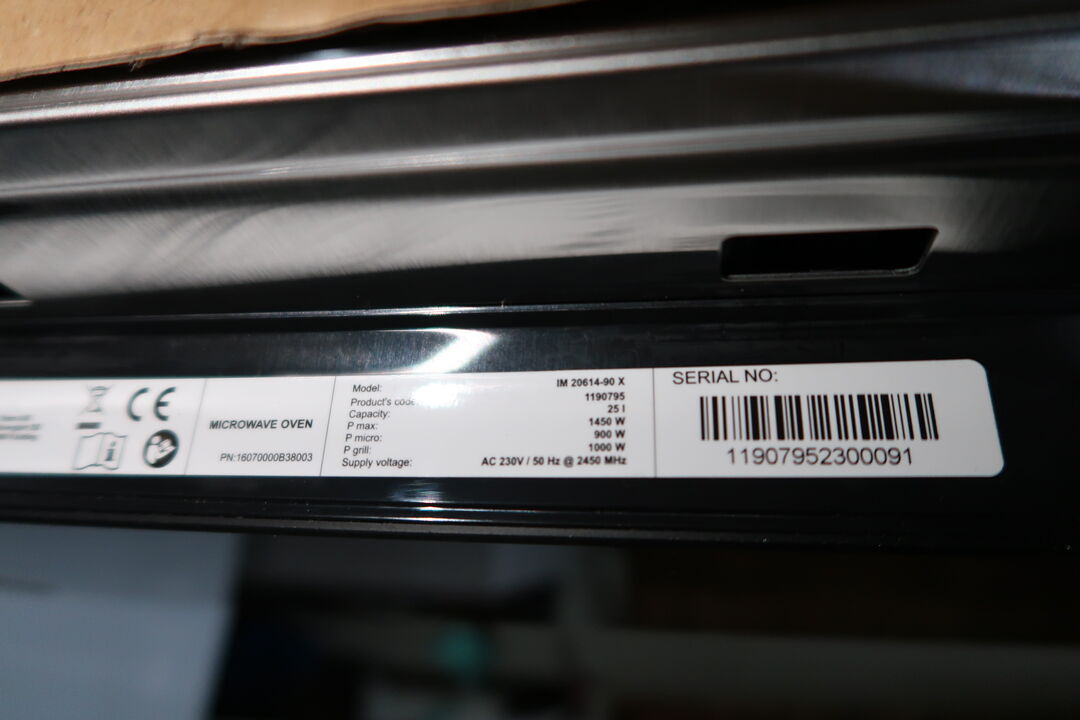 CE
MICROWAVE OVEN
PN:16070000B38003
Model: IM 20614-90 X
Product's code: 1190795
Capacity: 25 l
P max: 1450 W
P micro: 900 W
P grill: 1000 W
Supply voltage: AC 230V / 50 Hz @ 2450 MHz
SERIAL NO:
11907952300091